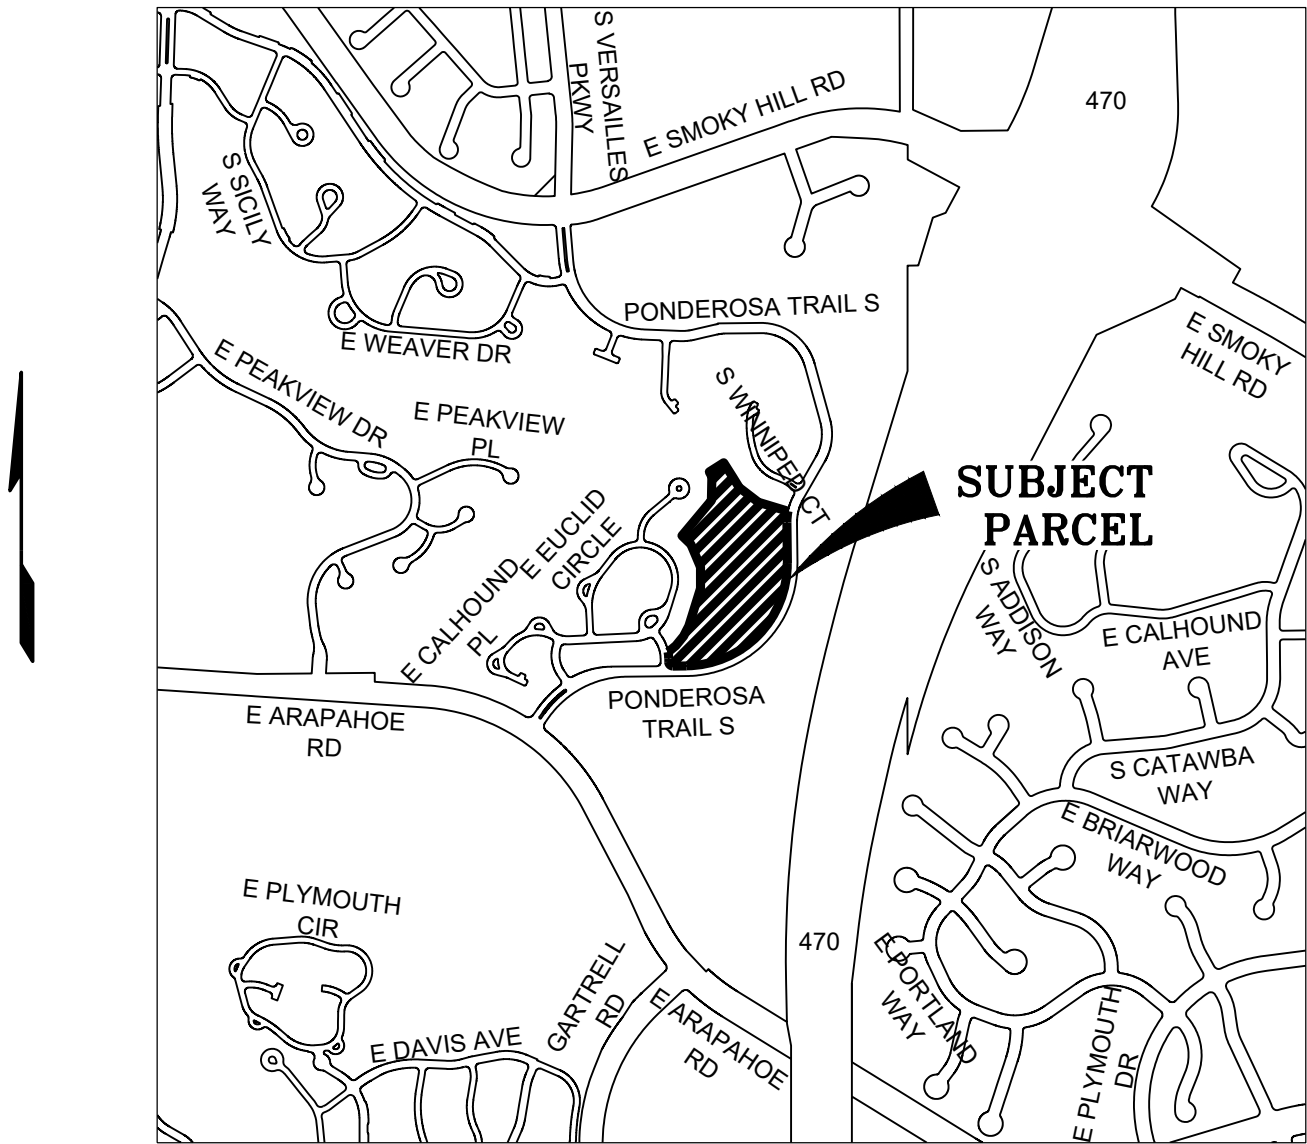 S VERSAILLES
PKWY
E SMOKY HILL RD
470
S SICILY
WAY
PONDEROSA TRAIL S
E SMOKY
HILL RD
E WEAVER DR
E PEAKVIEW DR
E PEAKVIEW
PL
S WINNIPEG CT
SUBJECT
PARCEL
E EUCLID
CIRCLE
E CALHOUND
PL
S ADDISON
WAY
E CALHOUND
AVE
PONDEROSA
TRAIL S
E ARAPAHOE
RD
S CATAWBA
WAY
E BRIARWOOD
WAY
E PLYMOUTH
CIR
470
E PORTLAND
WAY
GARTRELL
RD
E ARAPAHOE
RD
E DAVIS AVE
E PLYMOUTH
DR